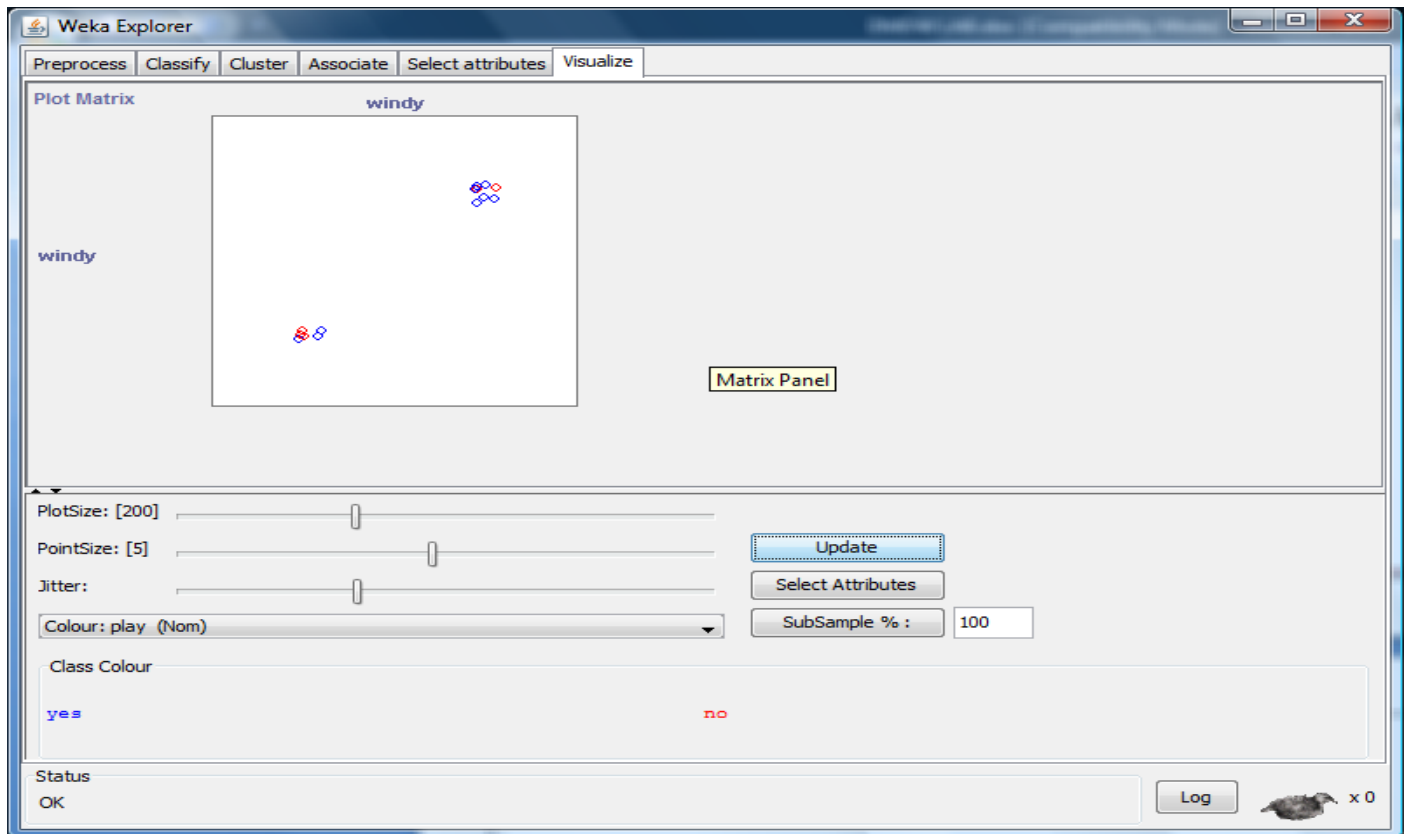 Weka Explorer
Preprocess Classify Cluster Associate Select attributes Visualize
Plot Matrix
windy
windy
Matrix Panel
PlotSize: [200]
PointSize: [5]
Update
Jitter:
Select Attributes
Colour: play (Nom)
SubSample % : 100
Class Colour
yes no
Status
OK
Log
x 0